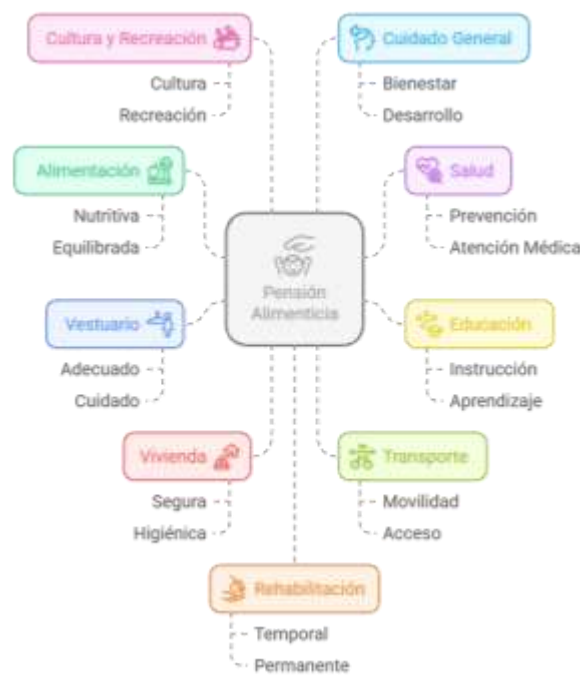 Cultura y Recreación
Cultura
Recreación
Cuidado General
Bienestar
Desarrollo
Alimentación
Nutritiva
Equilibrada
Salud
Prevención
Atención Médica
Pensión
Alimenticia
Vestuario
Adecuado
Cuidado
Educación
Instrucción
Aprendizaje
Vivienda
Segura
Higiénica
Transporte
Movilidad
Acceso
Rehabilitación
Temporal
Permanente